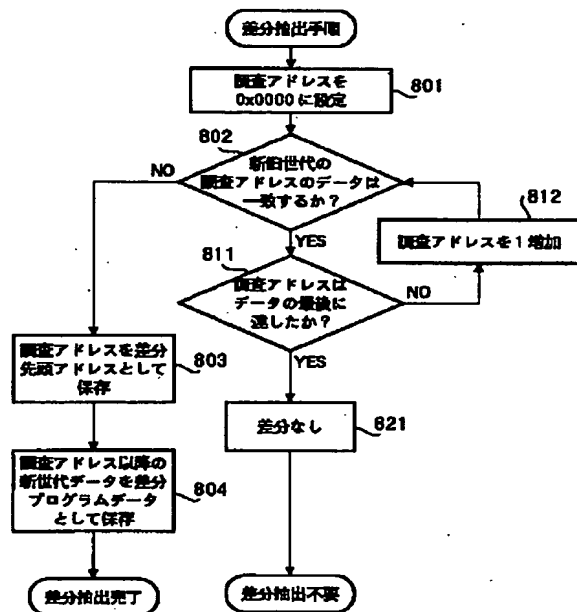 差分抽出手順
調査アドレスを
0x0000に設定
801
802
新旧世代の
調査アドレスのデータは
一致するか?
NO
YES
812
調査アドレスを1増加
811
調査アドレスは
データの最後に
達したか?
NO
YES
調査アドレスを差分
先頭アドレスとして
保存
803
差分なし
821
調査アドレス以降の
新世代データを差分
プログラムデータ
として保存
804
差分抽出完了
差分抽出不要